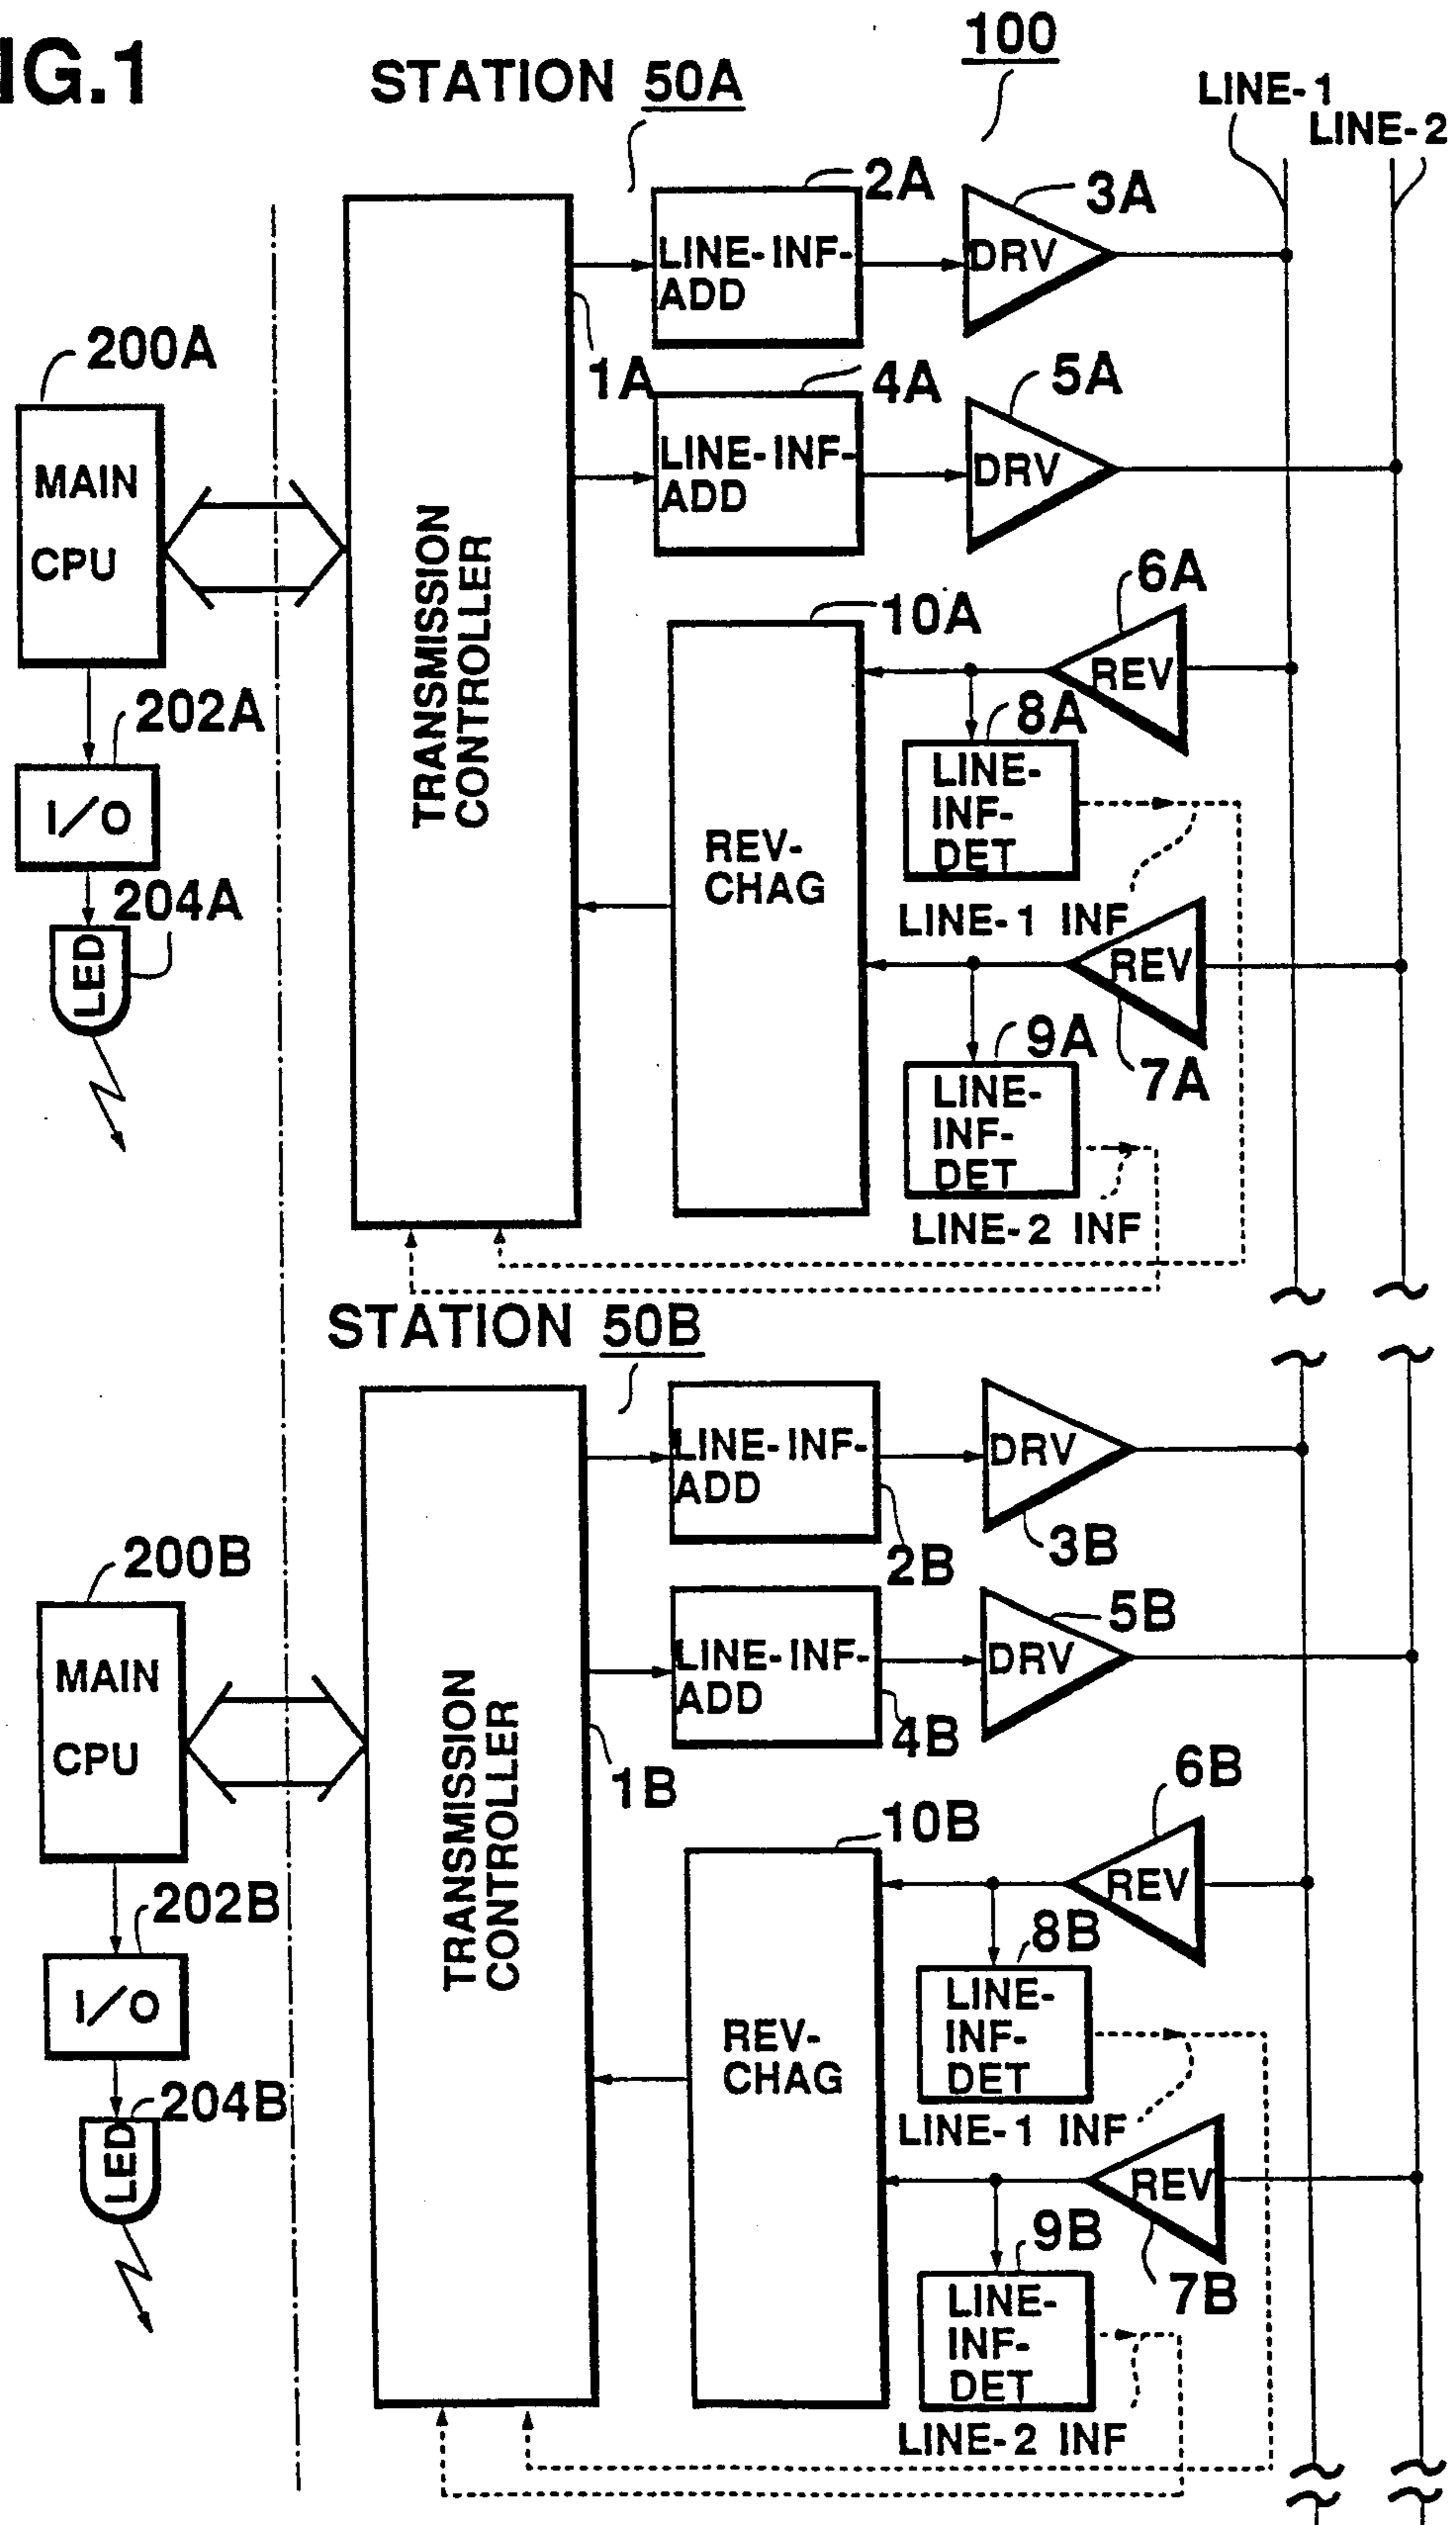 IG.1
STATION 50A
100
LINE-1
LINE-2
2A
3A
LINE-INF-
ADD
DRV
1A
200A
4A
5A
MAIN
CPU
LINE-INF-
ADD
DRV
TRANSMISSION
CONTROLLER
10A
6A
REV
202A
I/O
8A
LINE-
INF-
DET
REV-
CHAG
204A
LED
LINE-1 INF
REV
7A
9A
LINE-
INF-
DET
LINE-2 INF
STATION 50B
LINE-INF-
ADD
DRV
2B
3B
200B
MAIN
CPU
LINE-INF-
ADD
DRV
5B
4B
1B
TRANSMISSION
CONTROLLER
10B
6B
REV
202B
I/O
8B
LINE-
INF-
DET
REV-
CHAG
204B
LED
LINE-1 INF
REV
7B
9B
LINE-
INF-
DET
LINE-2 INF